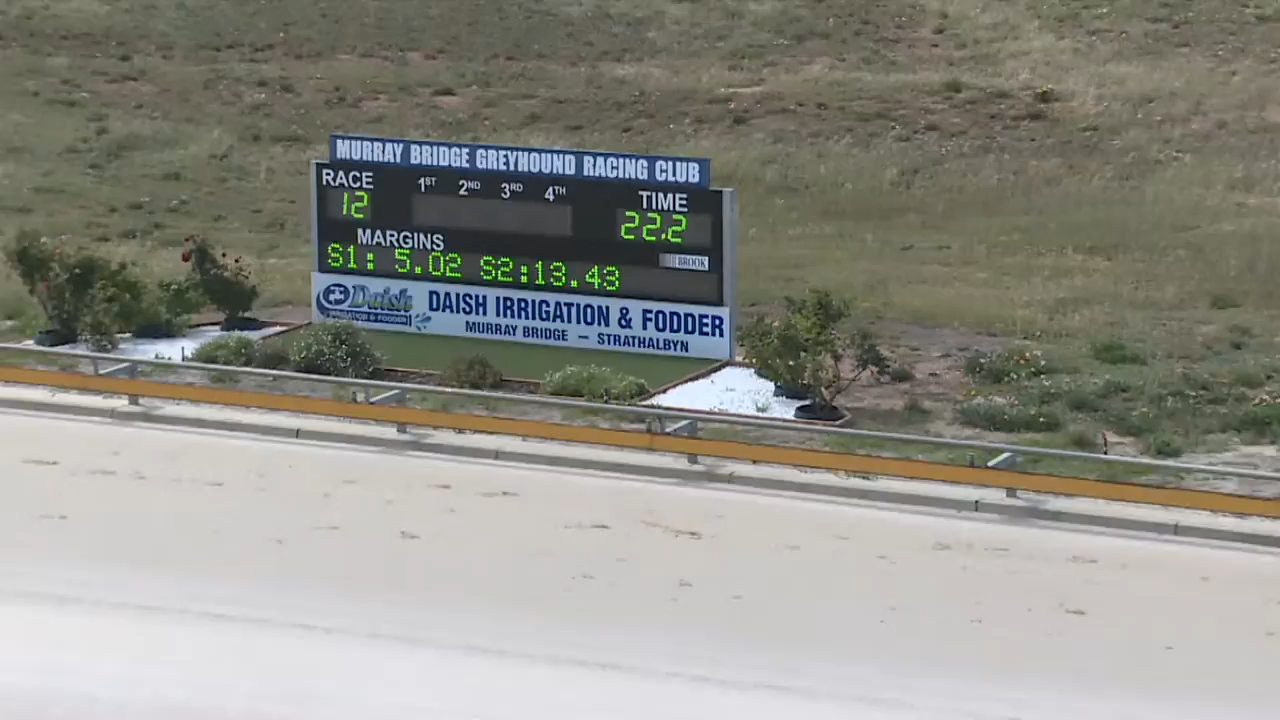 MURRAY BRIDGE GREYHOUND RACING CLUB
RACE 1ST 2ND 3RD 4TH TIME
12 22.2
MARGINS
S1: 5.02 S2:13.43
BROOK
Daish
IRRIGATION & FODDER
DAISH IRRIGATION & FODDER
MURRAY BRIDGE – STRATHALBYN